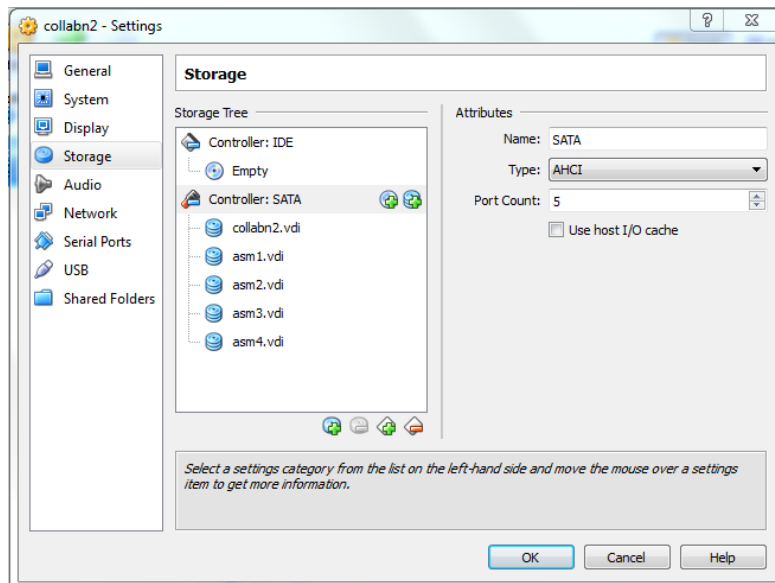 collabn2 - Settings
General
System
Display
Storage
Audio
Network
Serial Ports
USB
Shared Folders
Storage
Storage Tree
Controller: IDE
Empty
Controller: SATA
collabn2.vdi
asm1.vdi
asm2.vdi
asm3.vdi
asm4.vdi
Attributes
Name: SATA
Type: AHCI
Port Count: 5
Use host I/O cache
Select a settings category from the list on the left-hand side and move the mouse over a settings
item to get more information.
OK Cancel Help